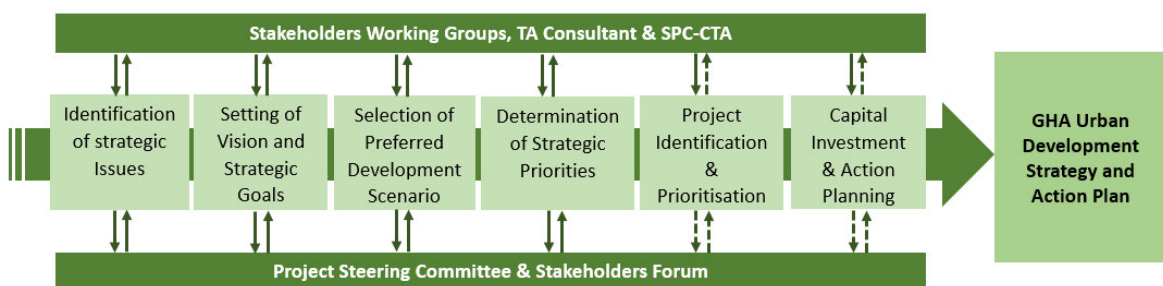 Stakeholders Working Groups, TA Consultant & SPC-CTA
Identification
of strategic
Issues
Setting of
Vision and
Strategic
Goals
Selection of
Preferred
Development
Scenario
Determination
of Strategic
Priorities
Project
Identification
&
Prioritisation
Capital
Investment
& Action
Planning
GHA Urban
Development
Strategy and
Action Plan
Project Steering Committee & Stakeholders Forum